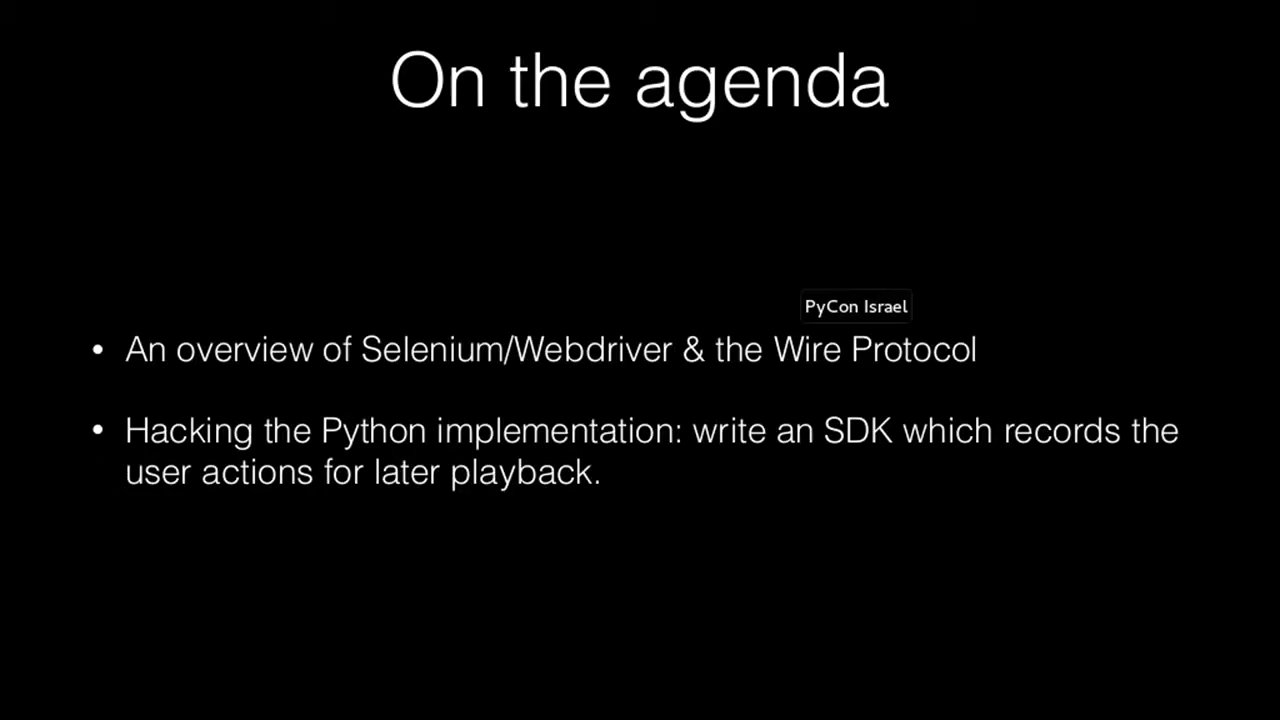 On the agenda
PyCon Israel
• An overview of Selenium/Webdriver & the Wire Protocol
• Hacking the Python implementation: write an SDK which records the
user actions for later playback.